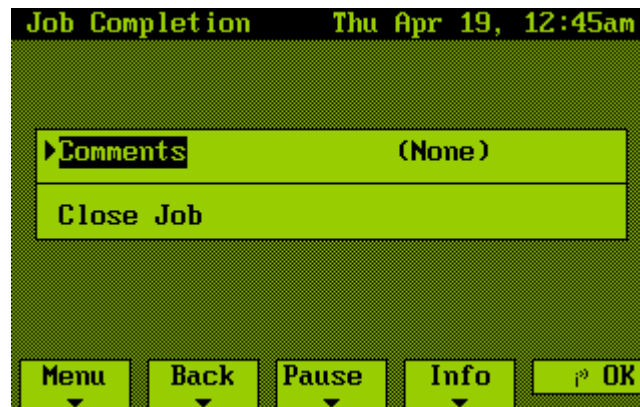 Job Completion Thu Apr 19, 12:45am
Comments (None)
Close Job
Menu Back Pause Info OK